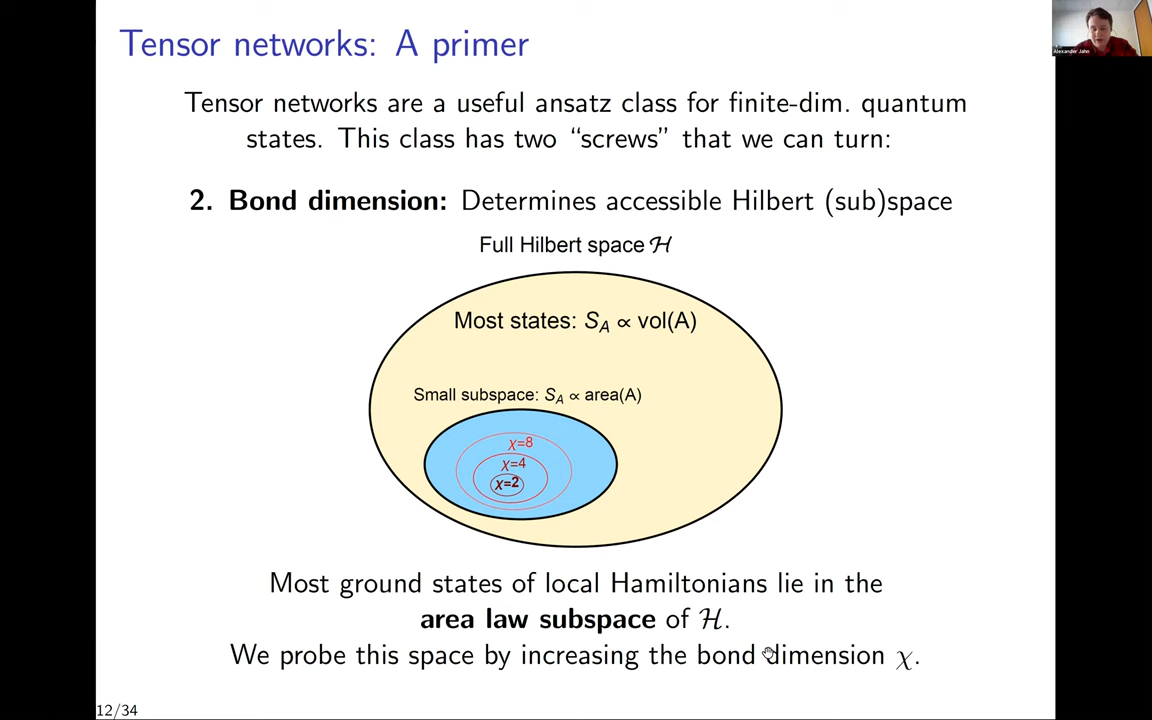 Tensor networks: A primer
Alexander Jahn
Tensor networks are a useful ansatz class for finite-dim. quantum
states. This class has two “screws” that we can turn:
2. Bond dimension: Determines accessible Hilbert (sub)space
Full Hilbert space ℋ
Most states: S_A ∝ vol(A)
Small subspace: S_A ∝ area(A)
χ=8
χ=4
χ=2
Most ground states of local Hamiltonians lie in the
area law subspace of ℋ.
We probe this space by increasing the bond dimension χ.
12/34